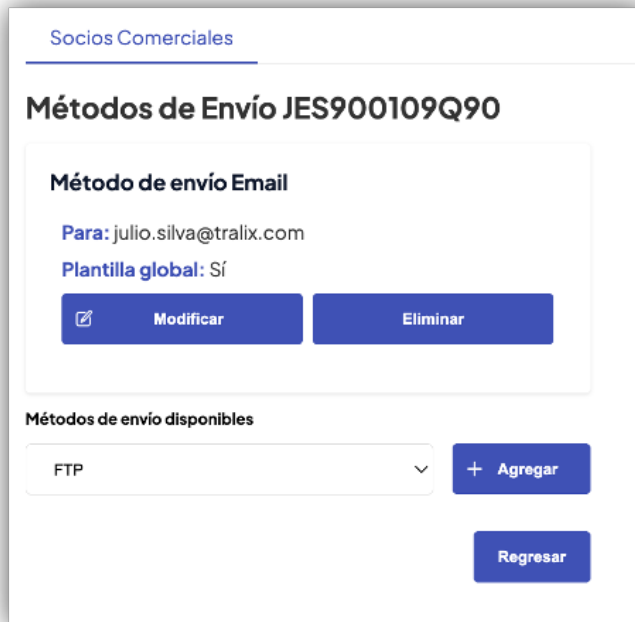 Socios Comerciales
Métodos de Envío JES900109Q90
Método de envío Email
Para: julio.silva@tralix.com
Plantilla global: Sí
Modificar Eliminar
Métodos de envío disponibles
FTP + Agregar
Regresar